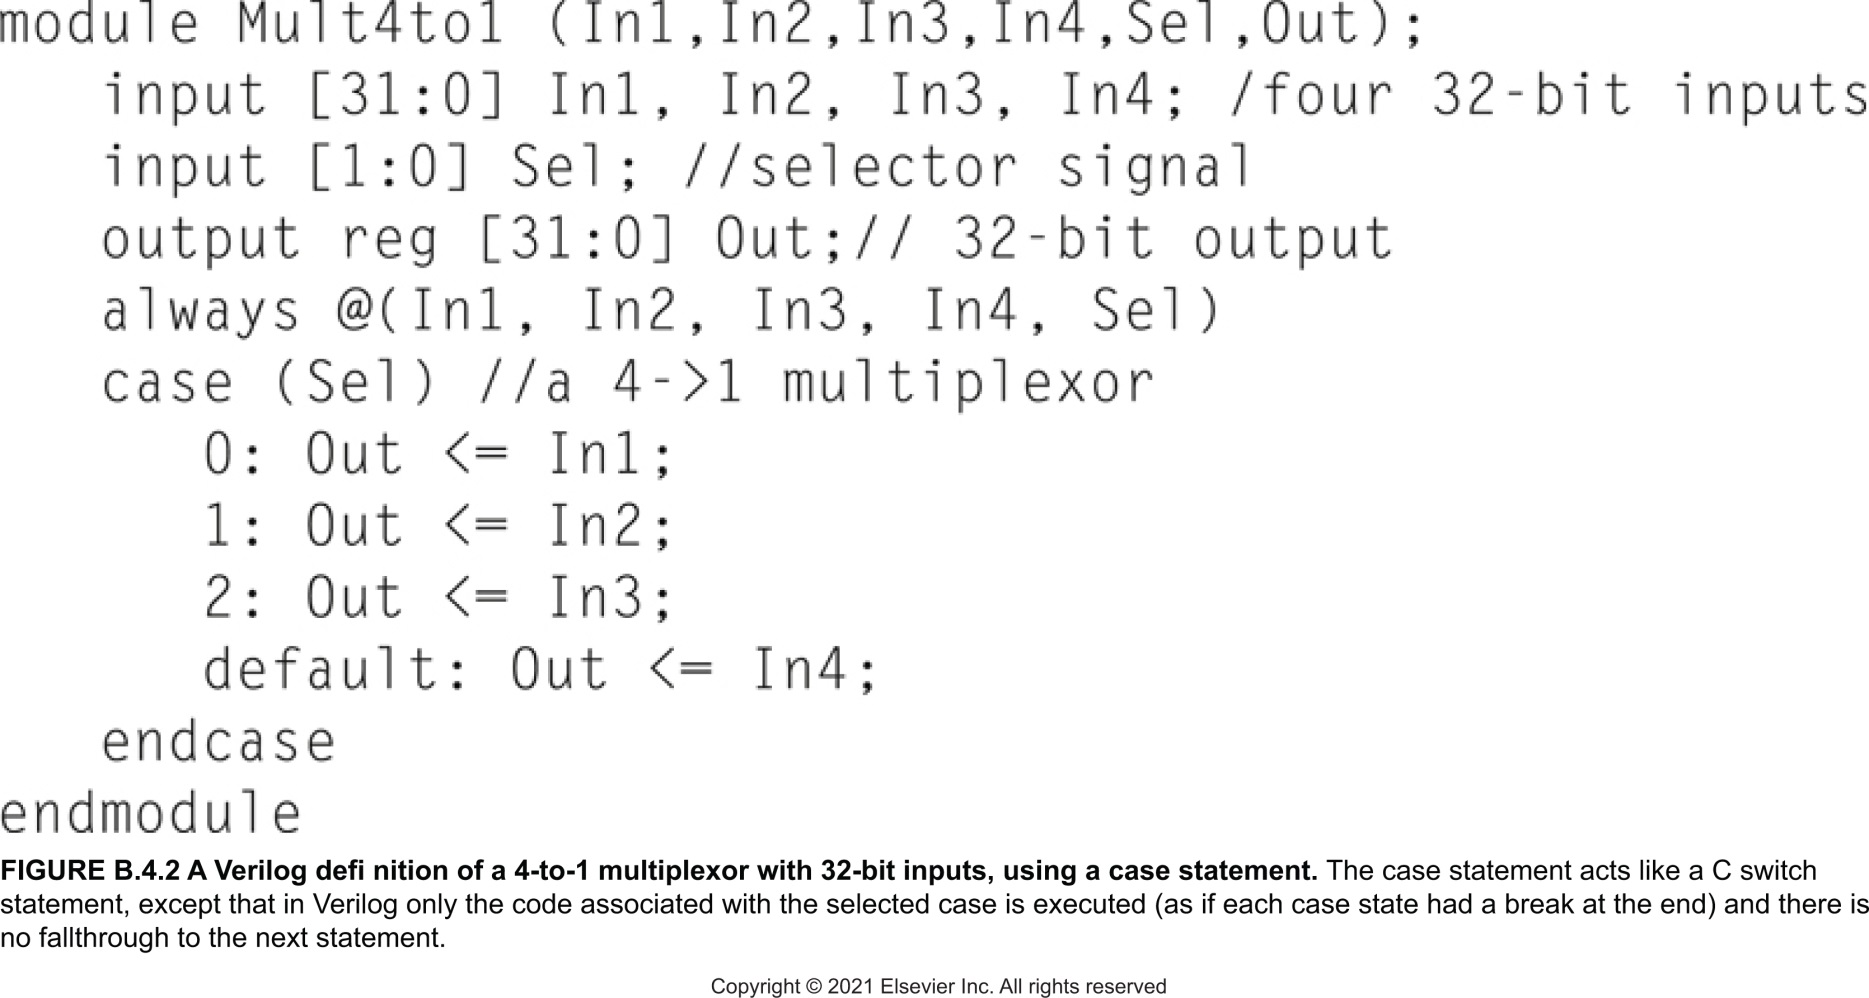 module Mult4to1 (In1,In2,In3,In4,Sel,Out);
input [31:0] In1, In2, In3, In4; /four 32-bit inputs
input [1:0] Sel; //selector signal
output reg [31:0] Out;// 32-bit output
always @(In1, In2, In3, In4, Sel)
case (Sel) //a 4->1 multiplexor
0: Out <= In1;
1: Out <= In2;
2: Out <= In3;
default: Out <= In4;
endcase
endmodule
FIGURE B.4.2 A Verilog defi nition of a 4-to-1 multiplexor with 32-bit inputs, using a case statement. The case statement acts like a C switch
statement, except that in Verilog only the code associated with the selected case is executed (as if each case state had a break at the end) and there is
no fallthrough to the next statement.
Copyright © 2021 Elsevier Inc. All rights reserved